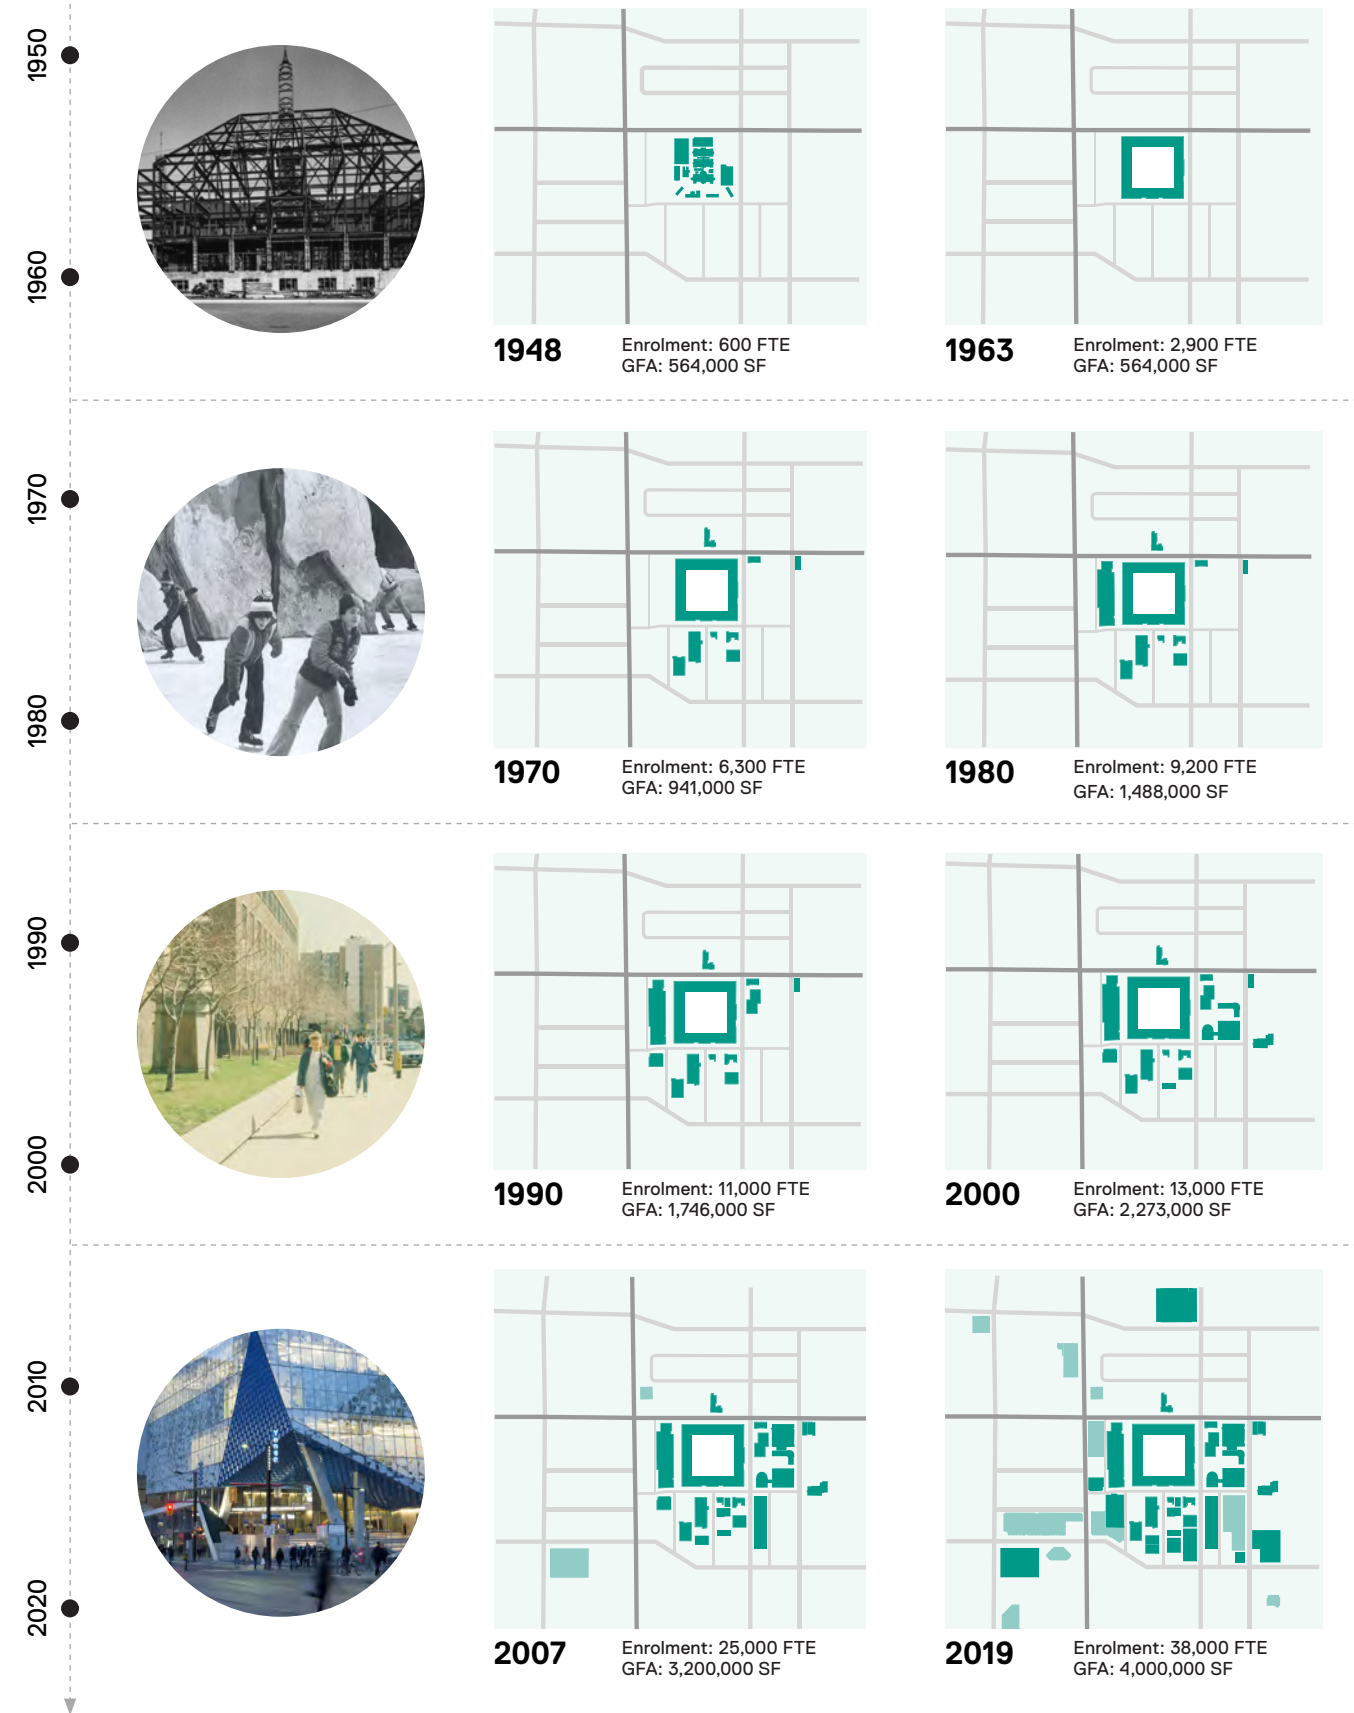 1950
1960
1948
Enrolment: 600 FTE
GFA: 564,000 SF
1963
Enrolment: 2,900 FTE
GFA: 564,000 SF
1970
1980
1970
Enrolment: 6,300 FTE
GFA: 941,000 SF
1980
Enrolment: 9,200 FTE
GFA: 1,488,000 SF
1990
2000
1990
Enrolment: 11,000 FTE
GFA: 1,746,000 SF
2000
Enrolment: 13,000 FTE
GFA: 2,273,000 SF
2010
2020
2007
Enrolment: 25,000 FTE
GFA: 3,200,000 SF
2019
Enrolment: 38,000 FTE
GFA: 4,000,000 SF